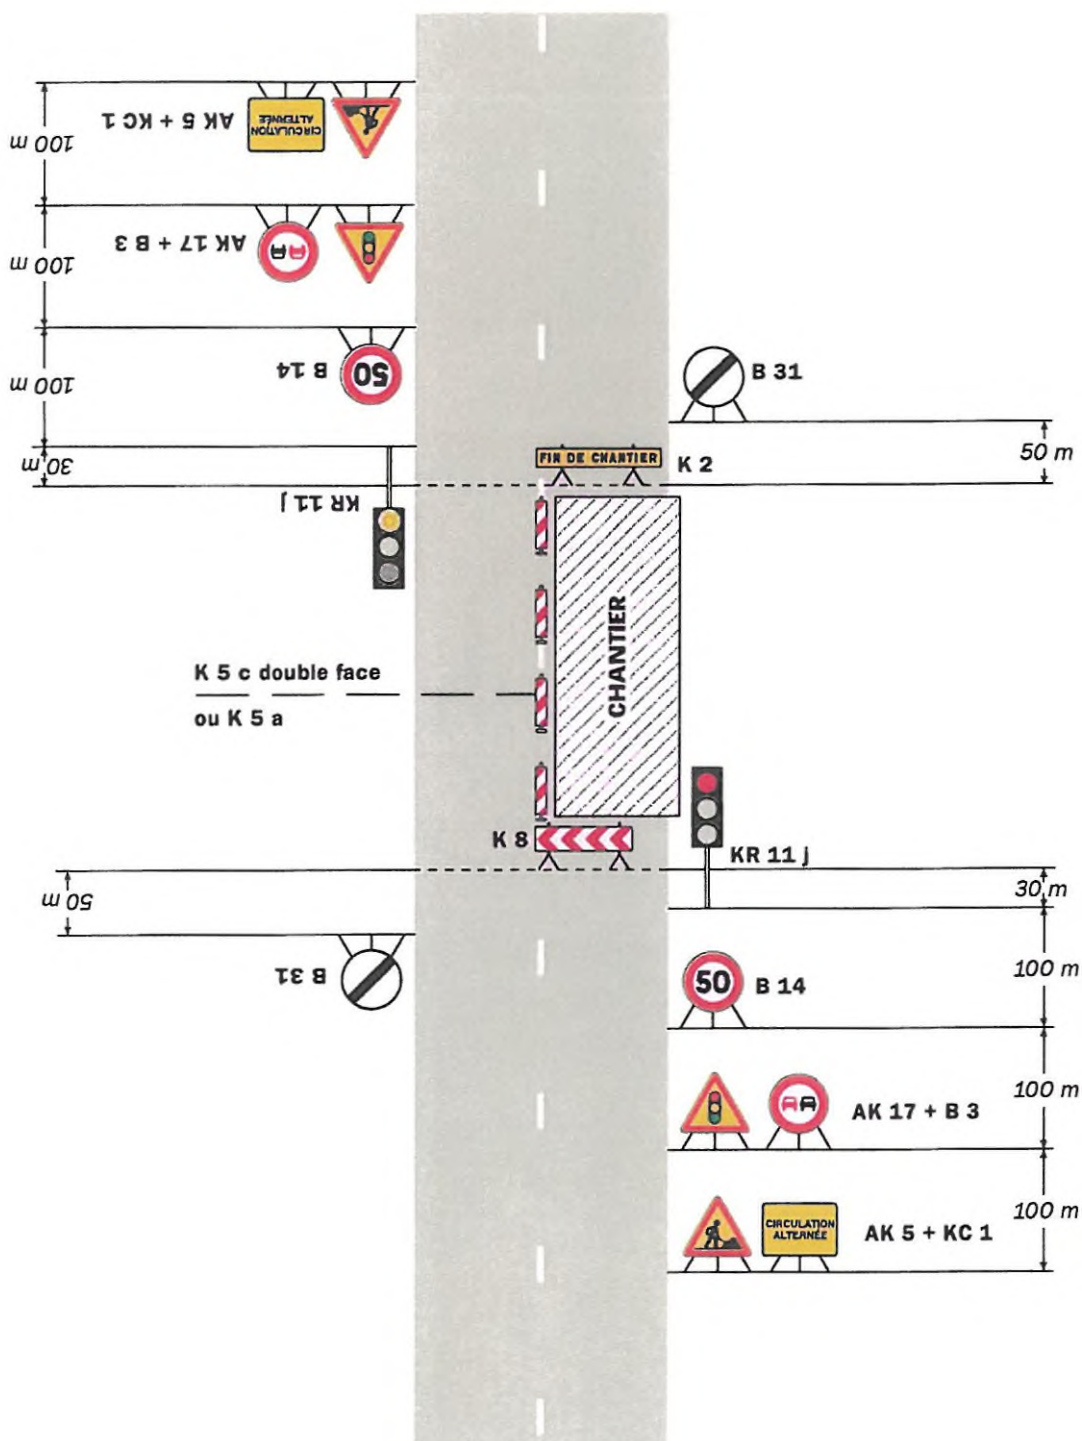 100 m
AK 5 + KC 1
CIRCULATION
ALTERNÉE
100 m
AK 17 + B 3
100 m
B 14
50
B 31
30 m
FIN DE CHANTIER
K 2
50 m
KR 11 j
CHANTIER
K 5 c double face
ou K 5 a
K 8
KR 11 j
50 m
30 m
B 31
50
B 14
100 m
AK 17 + B 3
100 m
CIRCULATION
ALTERNÉE
AK 5 + KC 1
100 m